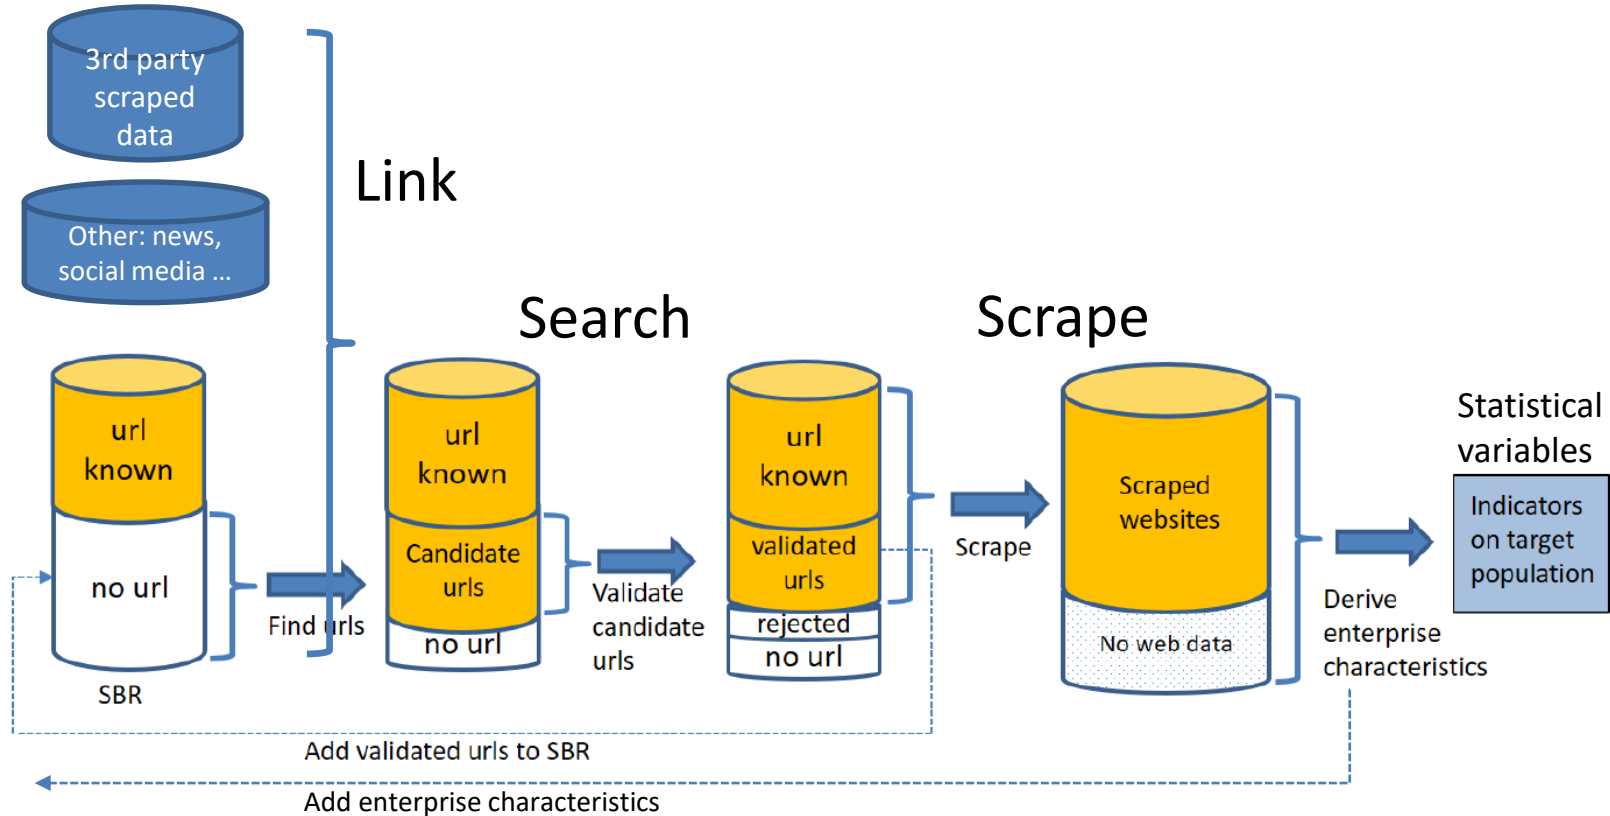 3rd party
scraped
data
Link
Other: news,
social media ...
Search
Scrape
url
known
no url
SBR
Find urls
url
known
Candidate
urls
no url
Validate
candidate
urls
url
known
validated
urls
rejected
no url
Scrape
Scraped
websites
No web data
Derive
enterprise
characteristics
Statistical
variables
Indicators
on target
population
Add validated urls to SBR
Add enterprise characteristics